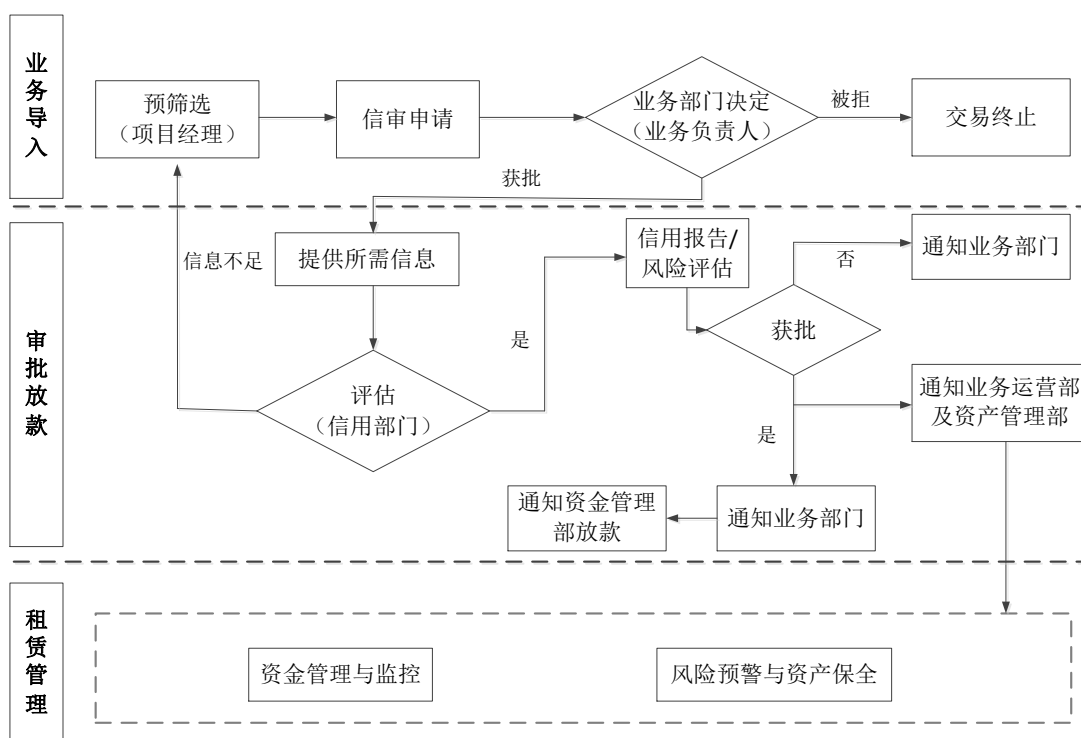 业务导入
预筛选
（项目经理）
信审申请
业务部门决定
（业务负责人）
被拒
交易终止
获批
审批放款
信息不足
提供所需信息
信用报告/
风险评估
否
通知业务部门
是
获批
评估
（信用部门）
通知业务运营部
及资产管理部
是
通知资金管理
部放款
通知业务部门
租赁管理
资金管理与监控
风险预警与资产保全